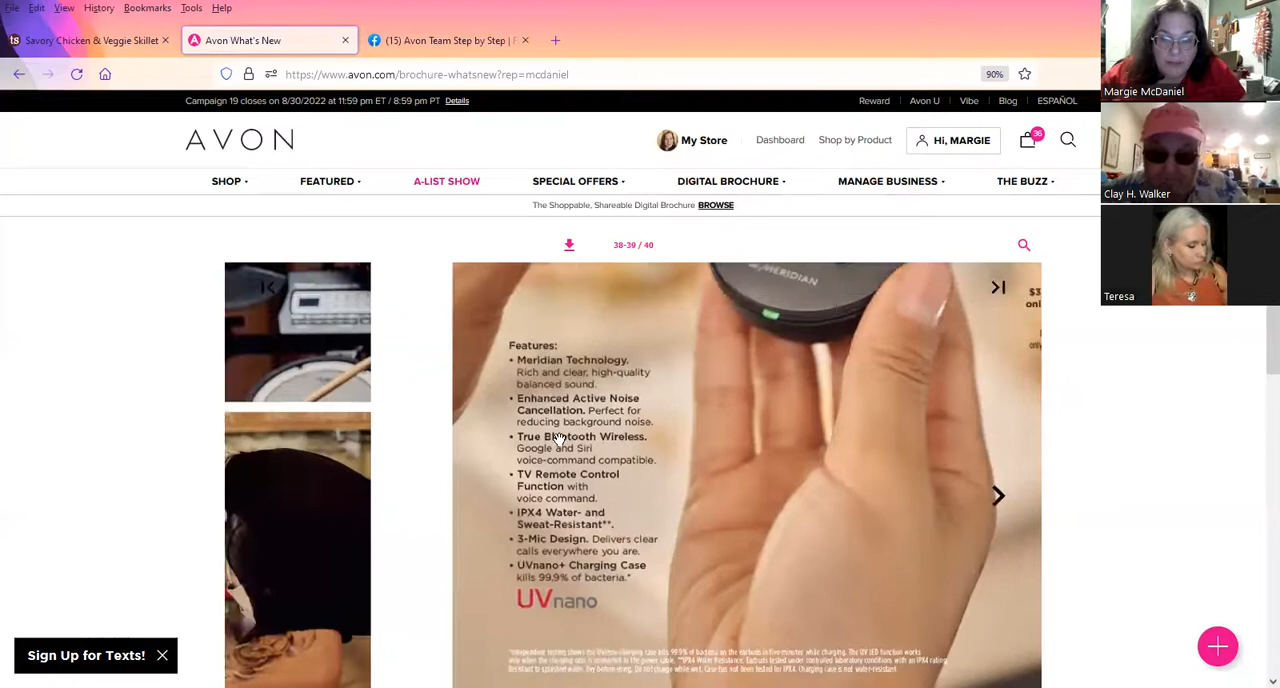 File Edit View History Bookmarks Tools Help
ts Savory Chicken & Veggie Skillet
Avon What's New
(15) Avon Team Step by Step |
https://www.avon.com/brochure-whatsnew?rep=mcdaniel
90%
Campaign 19 closes on 8/30/2022 at 11:59 pm ET / 8:59 pm PT Details
Reward Avon U Vibe Blog ESPAÑOL
AVON
My Store Dashboard Shop by Product Hi, MARGIE 36
SHOP FEATURED A-LIST SHOW SPECIAL OFFERS DIGITAL BROCHURE MANAGE BUSINESS THE BUZZ
The Shoppable, Shareable Digital Brochure BROWSE
38-39 / 40
MERIDIAN
Features:
• Meridian Technology.
Rich and clear, high-quality
balanced sound.
• Enhanced Active Noise
Cancellation. Perfect for
reducing background noise.
• True Bluetooth Wireless.
Google and Siri
voice-command compatible.
• TV Remote Control
Function with
voice command.
• IPX4 Water- and
Sweat-Resistant**.
• 3-Mic Design. Delivers clear
calls everywhere you are.
• UVnano+ Charging Case
kills 99.9% of bacteria.*
UVnano
Sign Up for Texts!
Margie McDaniel
Clay H. Walker
Teresa